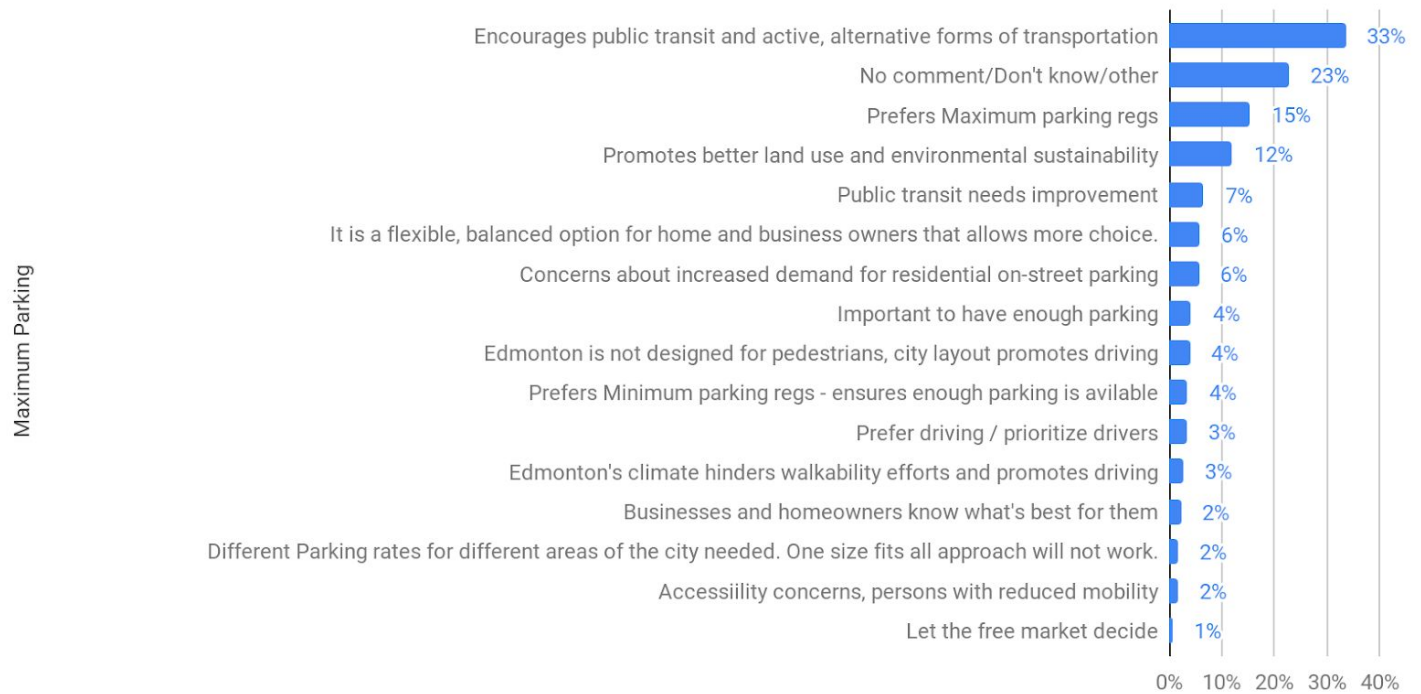 Maximum Parking
Encourages public transit and active, alternative forms of transportation 33%
No comment/Don't know/other 23%
Prefers Maximum parking regs 15%
Promotes better land use and environmental sustainability 12%
Public transit needs improvement 7%
It is a flexible, balanced option for home and business owners that allows more choice. 6%
Concerns about increased demand for residential on-street parking 6%
Important to have enough parking 4%
Edmonton is not designed for pedestrians, city layout promotes driving 4%
Prefers Minimum parking regs - ensures enough parking is avilable 4%
Prefer driving / prioritize drivers 3%
Edmonton's climate hinders walkability efforts and promotes driving 3%
Businesses and homeowners know what's best for them 2%
Different Parking rates for different areas of the city needed. One size fits all approach will not work. 2%
Accessiility concerns, persons with reduced mobility 2%
Let the free market decide 1%
0% 10% 20% 30% 40%